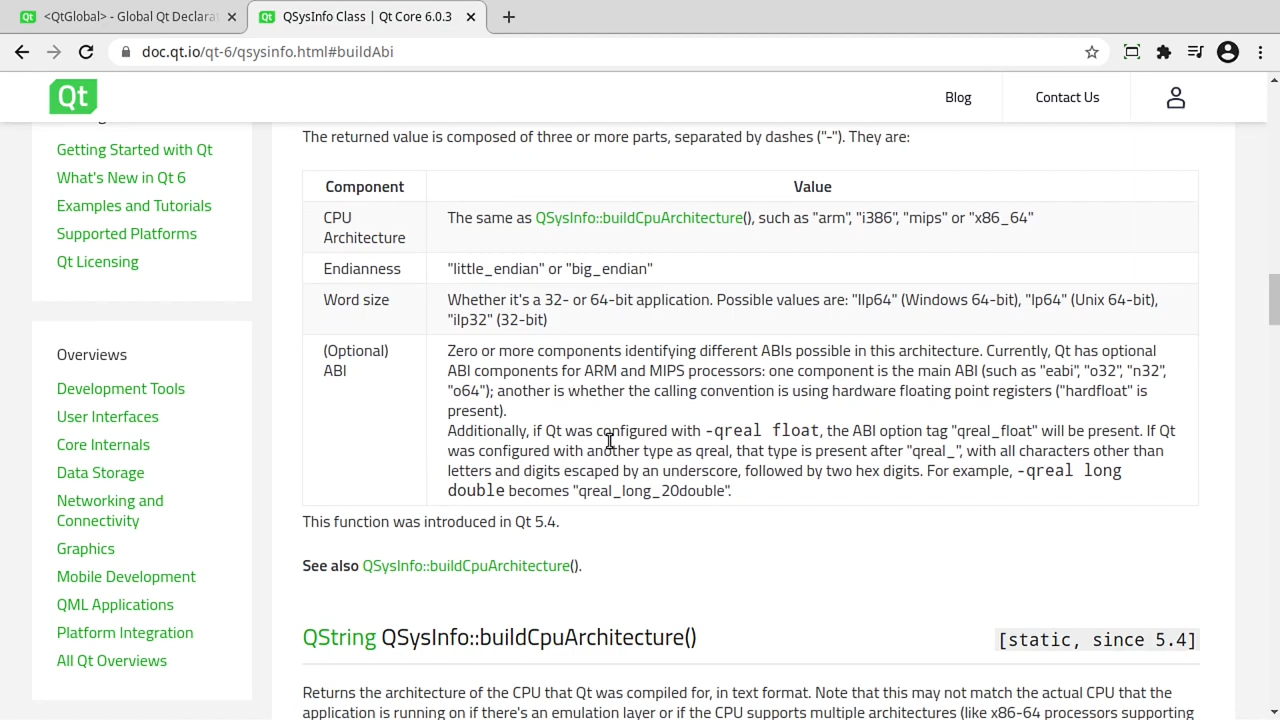 <QtGlobal> - Global Qt Declarat
QSysInfo Class | Qt Core 6.0.3
doc.qt.io/qt-6/qsysinfo.html#buildAbi
Qt
Blog
Contact Us
Getting Started with Qt
What's New in Qt 6
Examples and Tutorials
Supported Platforms
Qt Licensing
Overviews
Development Tools
User Interfaces
Core Internals
Data Storage
Networking and
Connectivity
Graphics
Mobile Development
QML Applications
Platform Integration
All Qt Overviews
The returned value is composed of three or more parts, separated by dashes ("-"). They are:
Component Value
CPU
Architecture
The same as QSysInfo::buildCpuArchitecture(), such as "arm", "i386", "mips" or "x86_64"
Endianness "little_endian" or "big_endian"
Word size Whether it's a 32- or 64-bit application. Possible values are: "llp64" (Windows 64-bit), "lp64" (Unix 64-bit),
"ilp32" (32-bit)
(Optional)
ABI
Zero or more components identifying different ABIs possible in this architecture. Currently, Qt has optional
ABI components for ARM and MIPS processors: one component is the main ABI (such as "eabi", "o32", "n32",
"o64"); another is whether the calling convention is using hardware floating point registers ("hardfloat" is
present).
Additionally, if Qt was configured with -qreal float, the ABI option tag "qreal_float" will be present. If Qt
was configured with another type as qreal, that type is present after "qreal_", with all characters other than
letters and digits escaped by an underscore, followed by two hex digits. For example, -qreal long
double becomes "qreal_long_20double".
This function was introduced in Qt 5.4.
See also QSysInfo::buildCpuArchitecture().
QString QSysInfo::buildCpuArchitecture() [static, since 5.4]
Returns the architecture of the CPU that Qt was compiled for, in text format. Note that this may not match the actual CPU that the
application is running on if there's an emulation layer or if the CPU supports multiple architectures (like x86-64 processors supporting